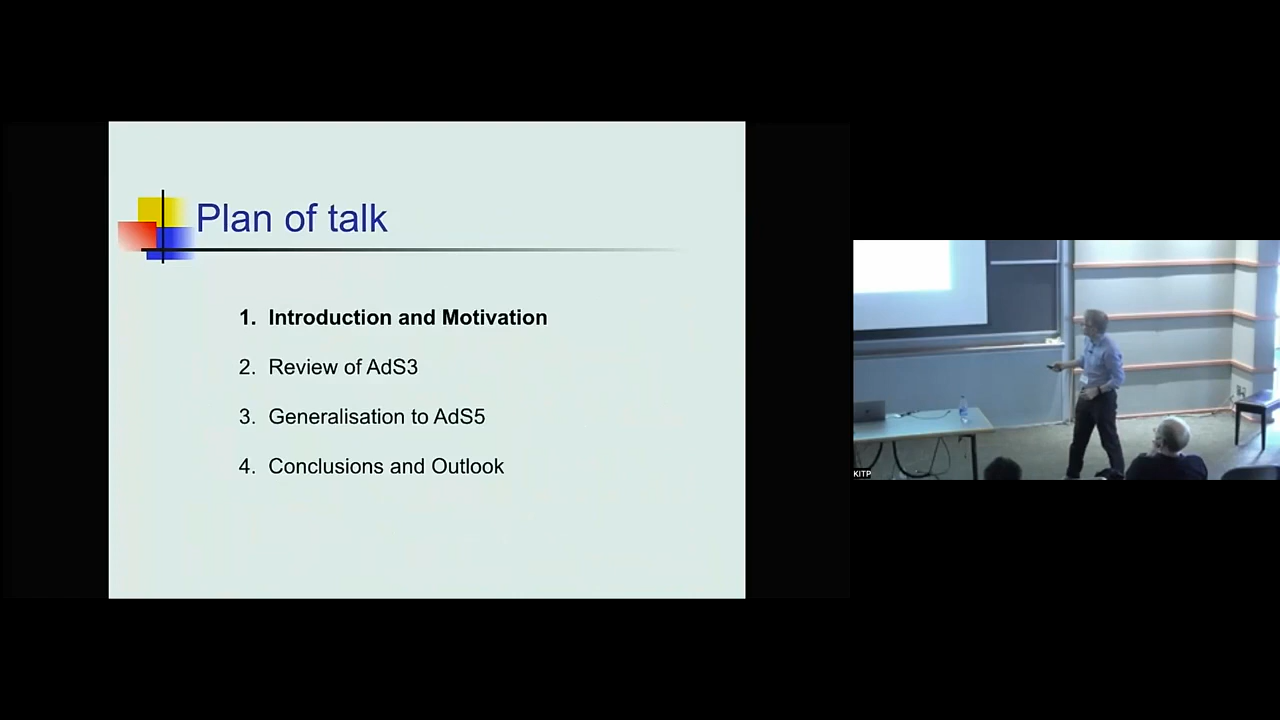 Plan of talk
1. Introduction and Motivation
2. Review of AdS3
3. Generalisation to AdS5
4. Conclusions and Outlook
KITP